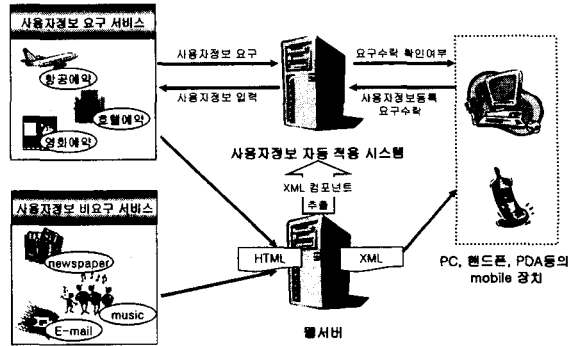 사용자정보 요구 서비스
항공예약
호텔예약
영화예약
사용자정보 요구
사용자정보 입력
요구수락 확인여부
사용자정보등록
요구수락
사용자정보 자동 적용 시스템
XML 컴포넌트
추출
사용자정보 비요구 서비스
newspaper
music
E-mail
HTML
XML
웹서버
PC, 핸드폰, PDA등의
mobile 장치